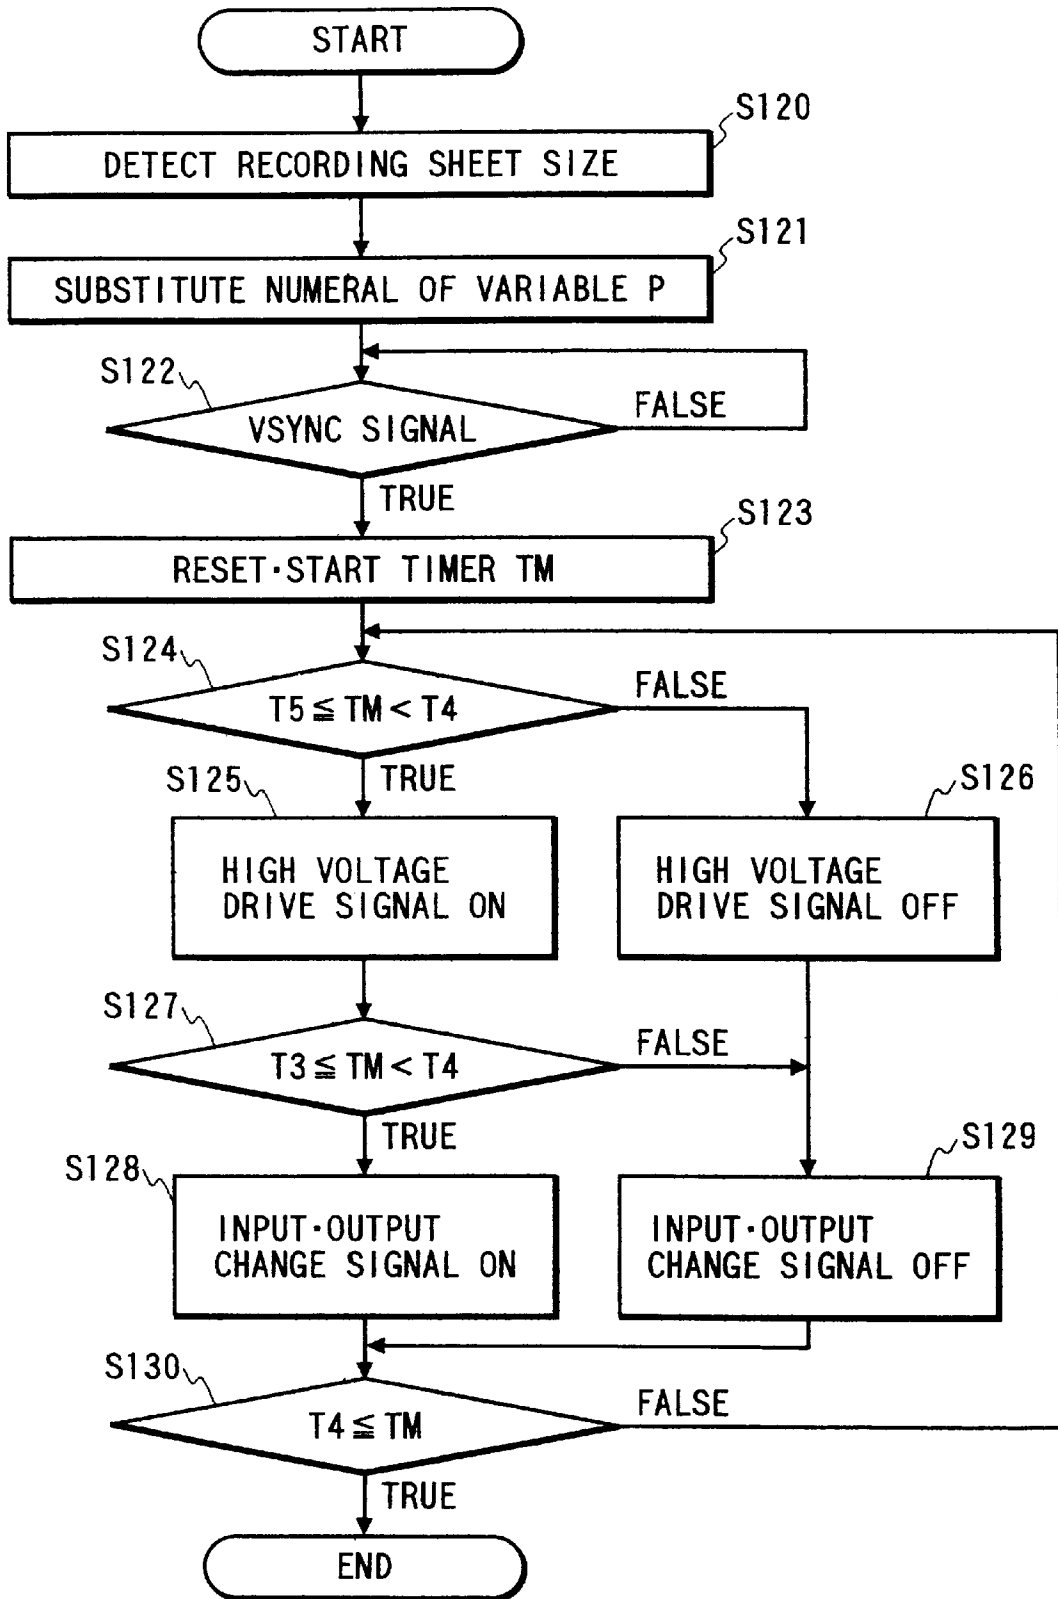 START
S120
DETECT RECORDING SHEET SIZE
S121
SUBSTITUTE NUMERAL OF VARIABLE P
S122
VSYNC SIGNAL
FALSE
TRUE
S123
RESET·START TIMER TM
S124
T5 ≦ TM < T4
FALSE
TRUE
S125
HIGH VOLTAGE
DRIVE SIGNAL ON
S126
HIGH VOLTAGE
DRIVE SIGNAL OFF
S127
T3 ≦ TM < T4
FALSE
TRUE
S128
INPUT·OUTPUT
CHANGE SIGNAL ON
S129
INPUT·OUTPUT
CHANGE SIGNAL OFF
S130
T4 ≦ TM
FALSE
TRUE
END